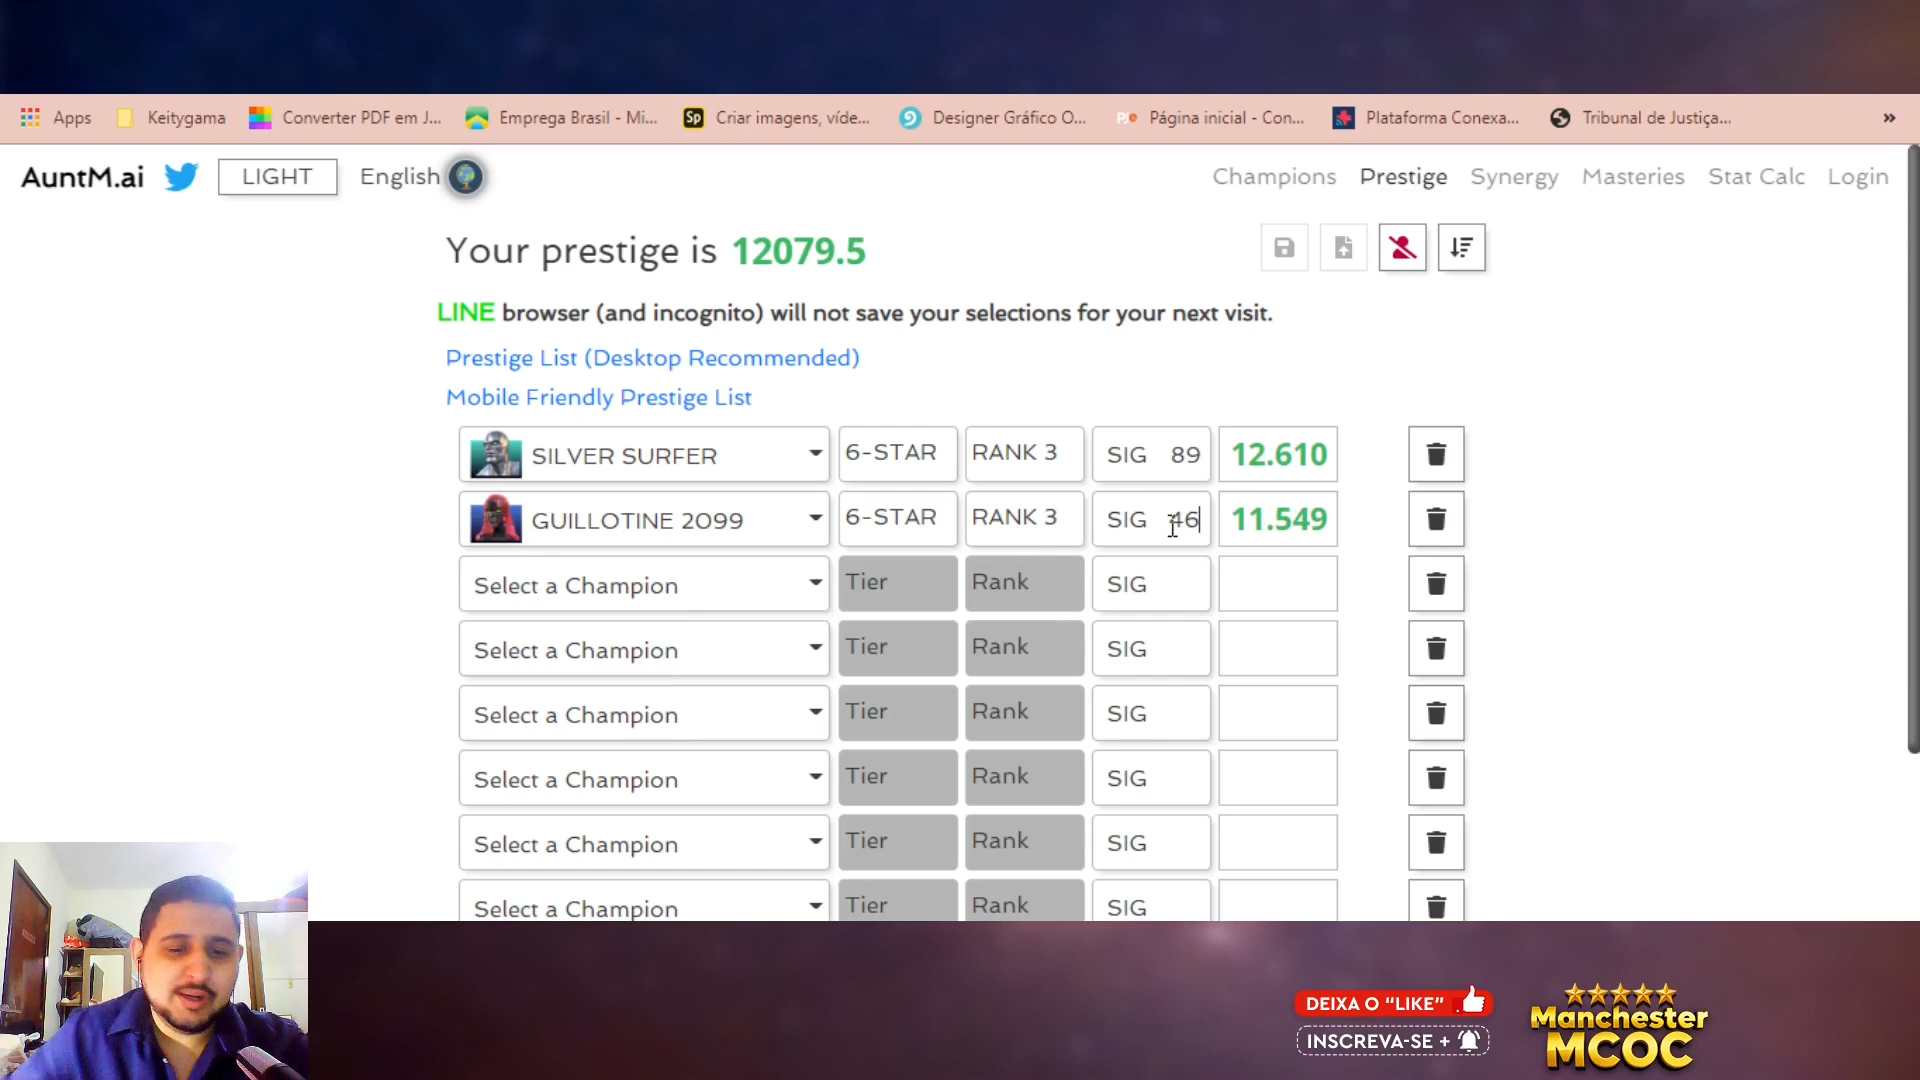 Apps Keitygama Converter PDF em J... Emprega Brasil - Mi... Sp Criar imagens, víde... Designer Gráfico O... Página inicial - Con... Plataforma Conexa... Tribunal de Justiça... »
AuntM.ai LIGHT English Champions Prestige Synergy Masteries Stat Calc Login
Your prestige is 12079.5
LINE browser (and incognito) will not save your selections for your next visit.
Prestige List (Desktop Recommended)
Mobile Friendly Prestige List
SILVER SURFER 6-STAR RANK 3 SIG 89 12.610
GUILLOTINE 2099 6-STAR RANK 3 SIG 46 11.549
Select a Champion Tier Rank SIG
Select a Champion Tier Rank SIG
Select a Champion Tier Rank SIG
Select a Champion Tier Rank SIG
Select a Champion Tier Rank SIG
Select a Champion Tier Rank SIG
DEIXA O “LIKE”
INSCREVA-SE +
Manchester
MCOC